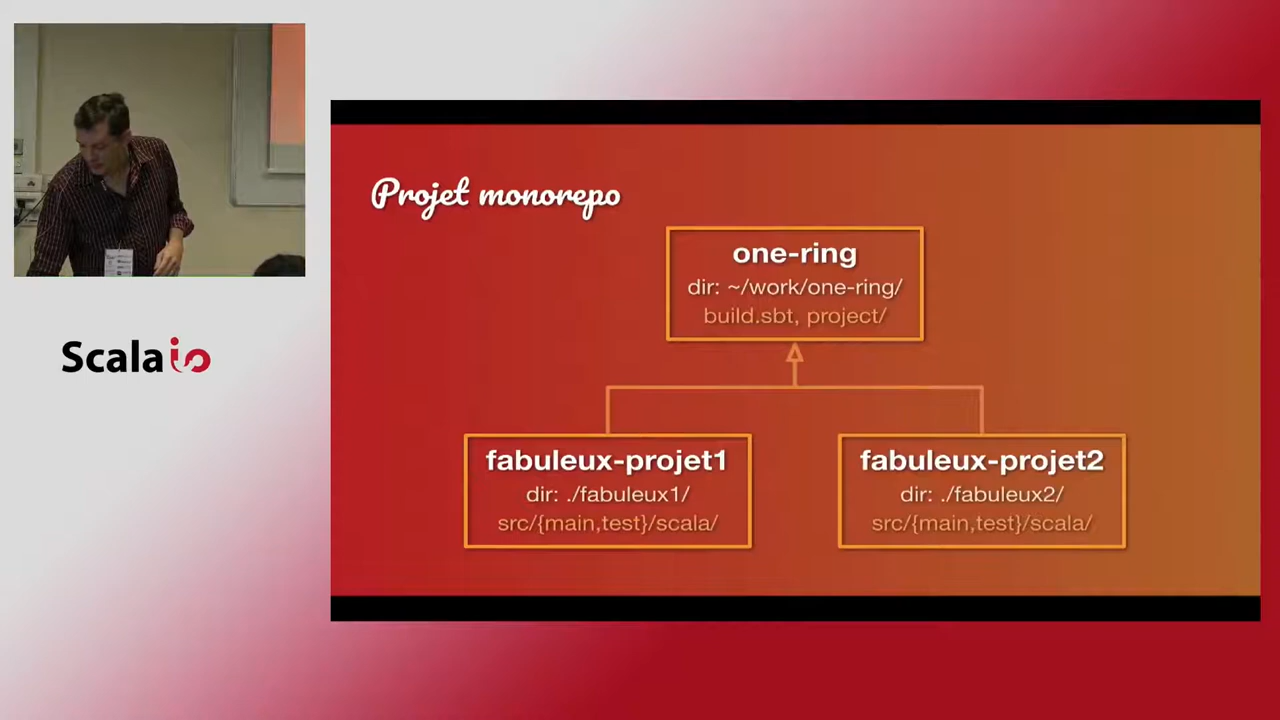 Projet monorepo
one-ring
dir: ~/work/one-ring/
build.sbt, project/
fabuleux-projet1
dir: ./fabuleux1/
src/{main,test}/scala/
fabuleux-projet2
dir: ./fabuleux2/
src/{main,test}/scala/
Scala io